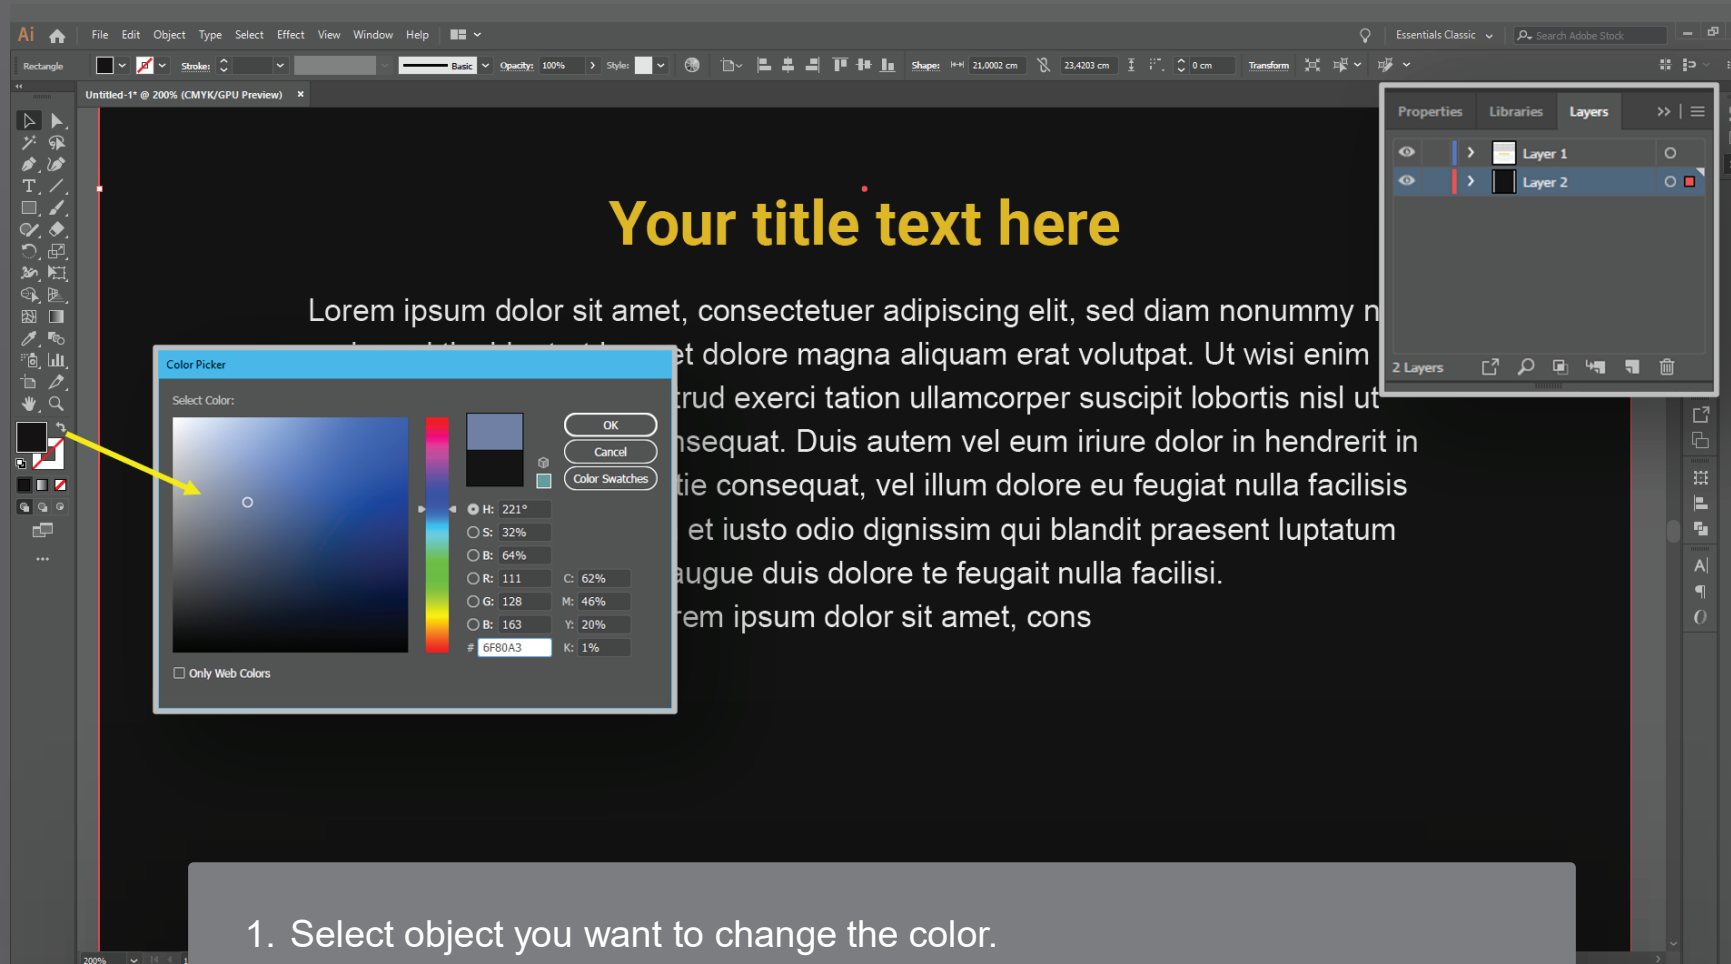 Ai File Edit Object Type Select Effect View Window Help Essentials Classic Search Adobe Stock
Rectangle Stroke: Basic Opacity: 100% Style: Shape: 21,0002 cm 23,4203 cm 0 cm Transform
Untitled-1* @ 200% (CMYK/GPU Preview) ×
Properties Libraries Layers
Layer 1
Layer 2
2 Layers
Your title text here
Lorem ipsum dolor sit amet, consectetuer adipiscing elit, sed diam nonummy n
et dolore magna aliquam erat volutpat. Ut wisi enim
trud exerci tation ullamcorper suscipit lobortis nisl ut
nsequat. Duis autem vel eum iriure dolor in hendrerit in
tie consequat, vel illum dolore eu feugiat nulla facilisis
et iusto odio dignissim qui blandit praesent luptatum
augue duis dolore te feugait nulla facilisi.
rem ipsum dolor sit amet, cons
Color Picker
Select Color:
OK
Cancel
Color Swatches
H: 221°
S: 32%
B: 64%
R: 111 C: 62%
G: 128 M: 46%
B: 163 Y: 20%
# 6F80A3 K: 1%
Only Web Colors
1. Select object you want to change the color.
200% 1